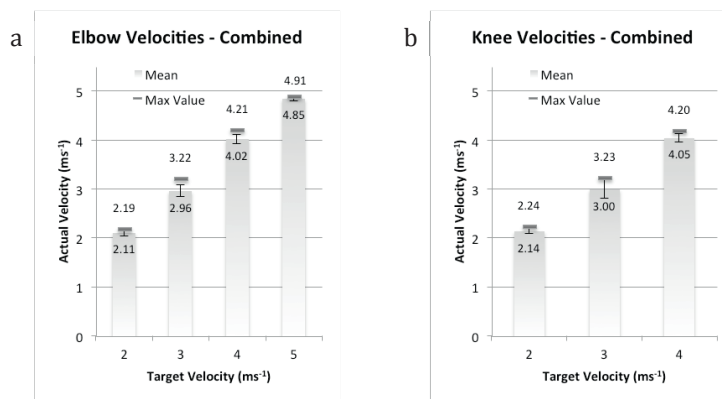 a
Elbow Velocities - Combined
Mean
Max Value
Actual Velocity (ms-1)
5
4
3
2
1
0
2.19
2.11
3.22
2.96
4.21
4.02
4.91
4.85
2 3 4 5
Target Velocity (ms-1)
b
Knee Velocities - Combined
Mean
Max Value
Actual Velocity (ms-1)
5
4
3
2
1
0
2.24
2.14
3.23
3.00
4.20
4.05
2 3 4
Target Velocity (ms-1)